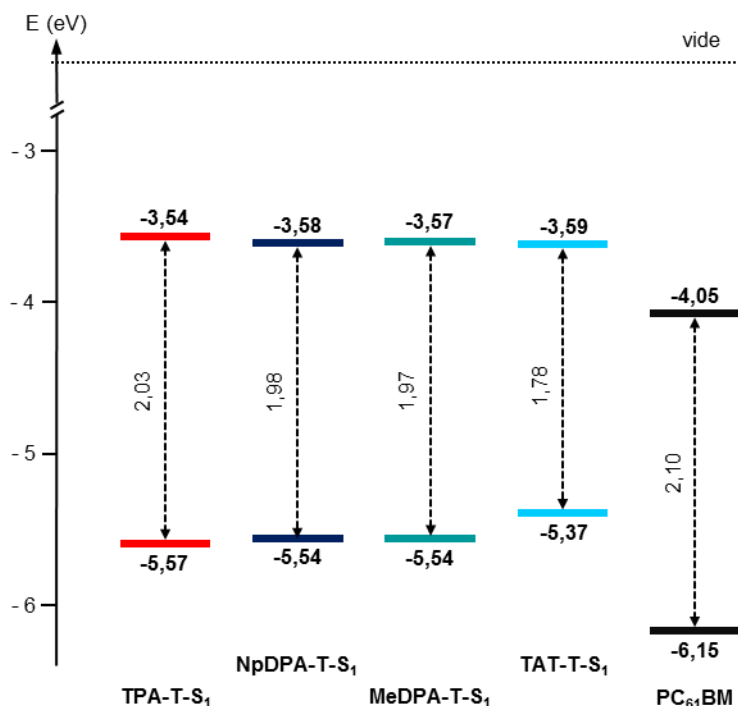 E (eV)
vide
- 3
-3,54
-3,58
-3,57
-3,59
- 4
-4,05
2,03
1,98
1,97
1,78
2,10
- 5
-5,37
-5,57
-5,54
-5,54
- 6
-6,15
NpDPA-T-S₁
TAT-T-S₁
TPA-T-S₁
MeDPA-T-S₁
PC₆₁BM